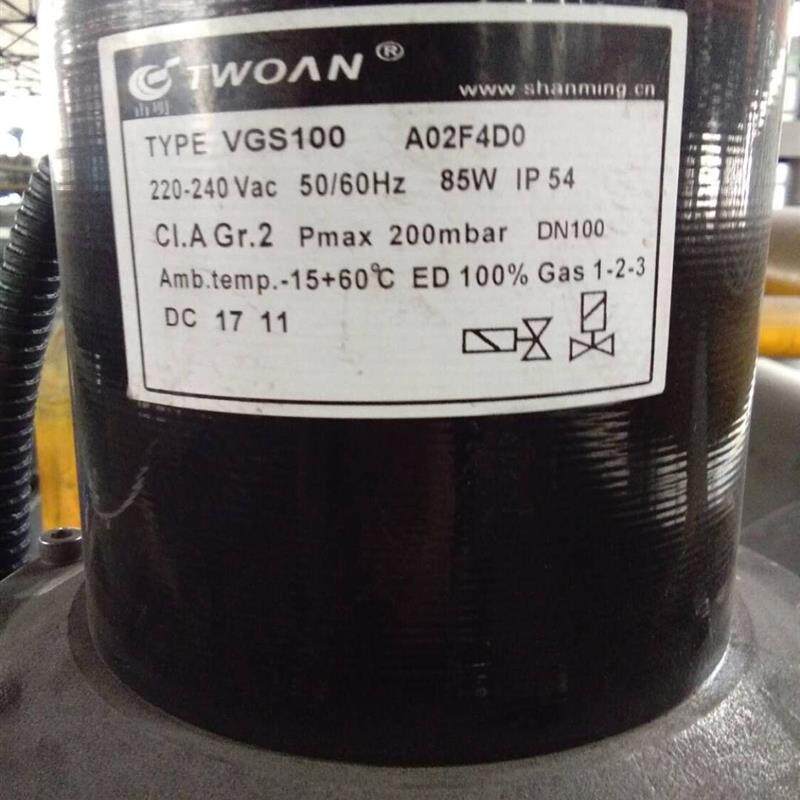 TWOAN ®
www.shanming.cn
TYPE VGS100 A02F4D0
220-240 Vac 50/60Hz 85W IP 54
Cl.A Gr.2 Pmax 200mbar DN100
Amb.temp.-15+60℃ ED 100% Gas 1-2-3
DC 17 11